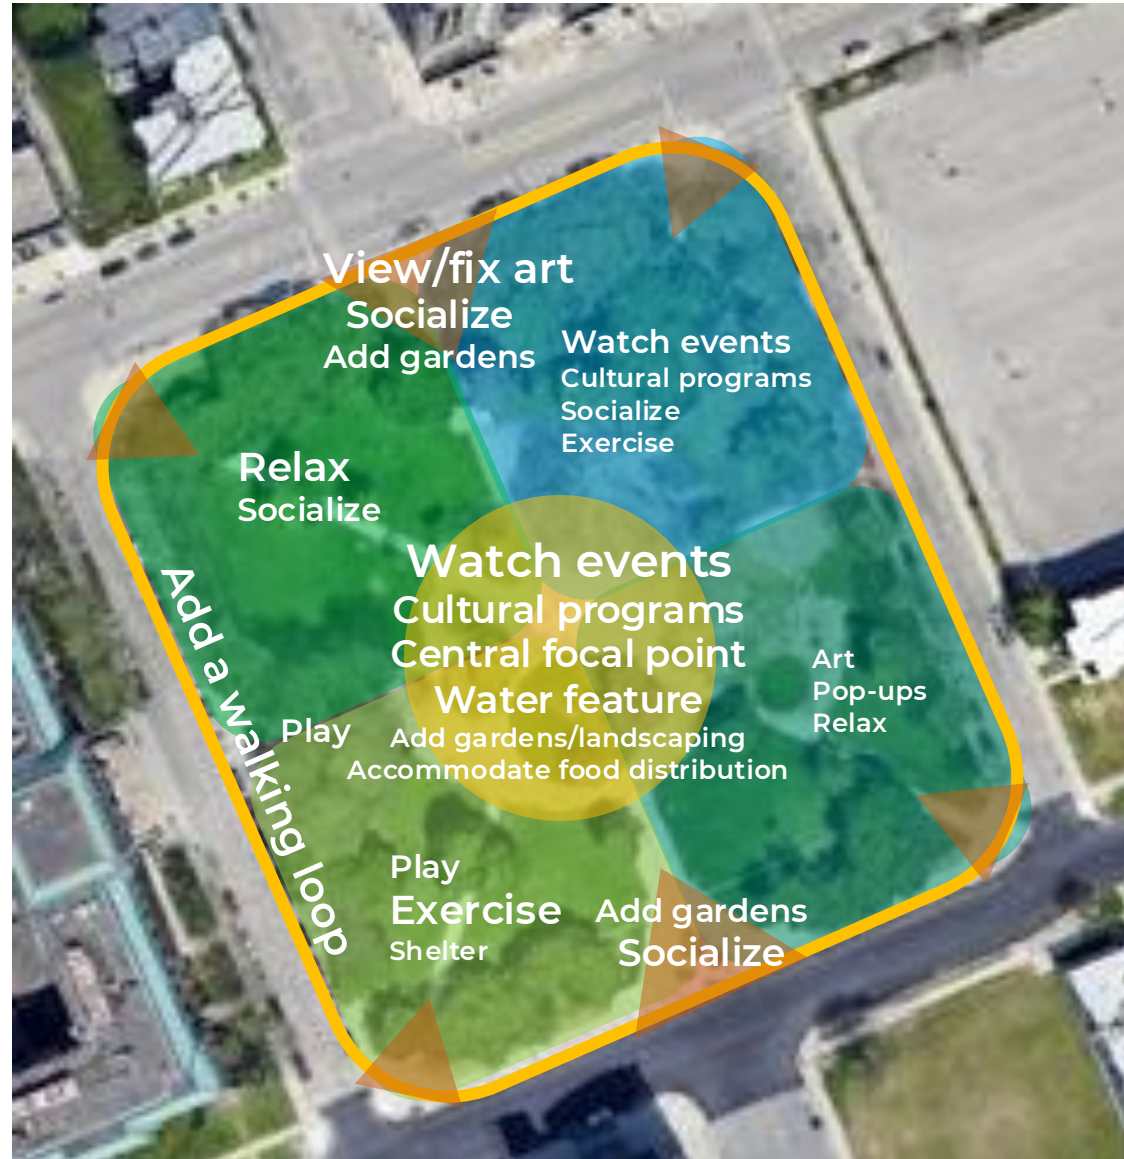 View/fix art
Socialize
Add gardens
Watch events
Cultural programs
Socialize
Exercise
Relax
Socialize
Watch events
Cultural programs
Central focal point
Water feature
Add gardens/landscaping
Accommodate food distribution
Art
Pop-ups
Relax
Add a walking loop
Play
Play
Exercise
Shelter
Add gardens
Socialize